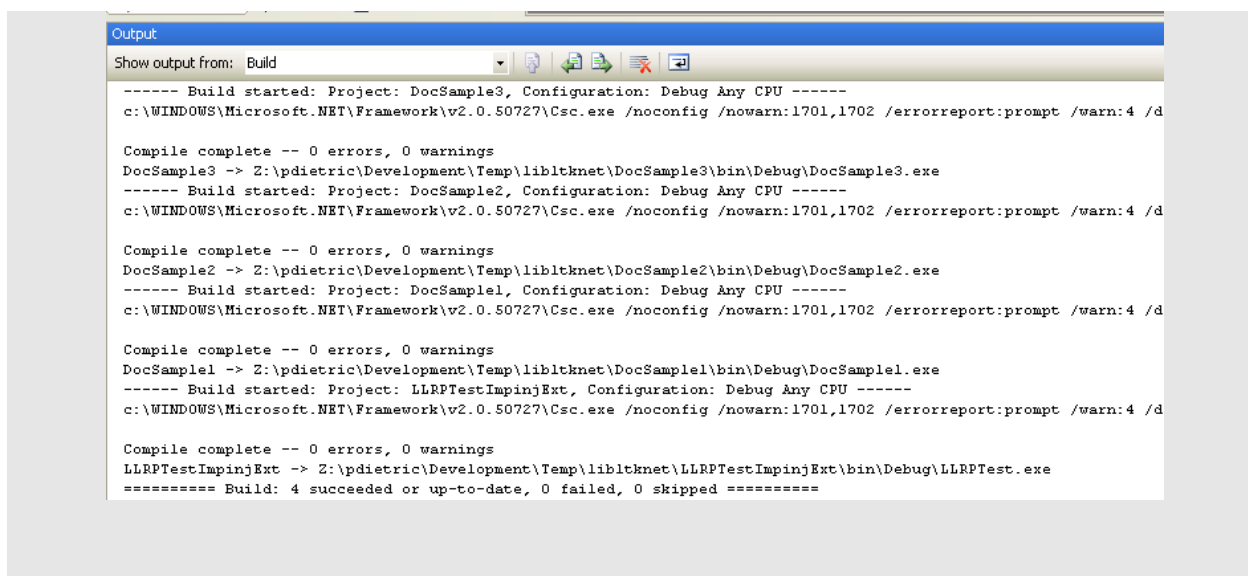 Output
Show output from: Build
------ Build started: Project: DocSample3, Configuration: Debug Any CPU ------
c:\WINDOWS\Microsoft.NET\Framework\v2.0.50727\Csc.exe /noconfig /nowarn:1701,1702 /errorreport:prompt /warn:4 /d
Compile complete -- 0 errors, 0 warnings
DocSample3 -> Z:\pdietric\Development\Temp\libltknet\DocSample3\bin\Debug\DocSample3.exe
------ Build started: Project: DocSample2, Configuration: Debug Any CPU ------
c:\WINDOWS\Microsoft.NET\Framework\v2.0.50727\Csc.exe /noconfig /nowarn:1701,1702 /errorreport:prompt /warn:4 /d
Compile complete -- 0 errors, 0 warnings
DocSample2 -> Z:\pdietric\Development\Temp\libltknet\DocSample2\bin\Debug\DocSample2.exe
------ Build started: Project: DocSample1, Configuration: Debug Any CPU ------
c:\WINDOWS\Microsoft.NET\Framework\v2.0.50727\Csc.exe /noconfig /nowarn:1701,1702 /errorreport:prompt /warn:4 /d
Compile complete -- 0 errors, 0 warnings
DocSample1 -> Z:\pdietric\Development\Temp\libltknet\DocSample1\bin\Debug\DocSample1.exe
------ Build started: Project: LLRPTestImpinjExt, Configuration: Debug Any CPU ------
c:\WINDOWS\Microsoft.NET\Framework\v2.0.50727\Csc.exe /noconfig /nowarn:1701,1702 /errorreport:prompt /warn:4 /d
Compile complete -- 0 errors, 0 warnings
LLRPTestImpinjExt -> Z:\pdietric\Development\Temp\libltknet\LLRPTestImpinjExt\bin\Debug\LLRPTest.exe
========== Build: 4 succeeded or up-to-date, 0 failed, 0 skipped ==========